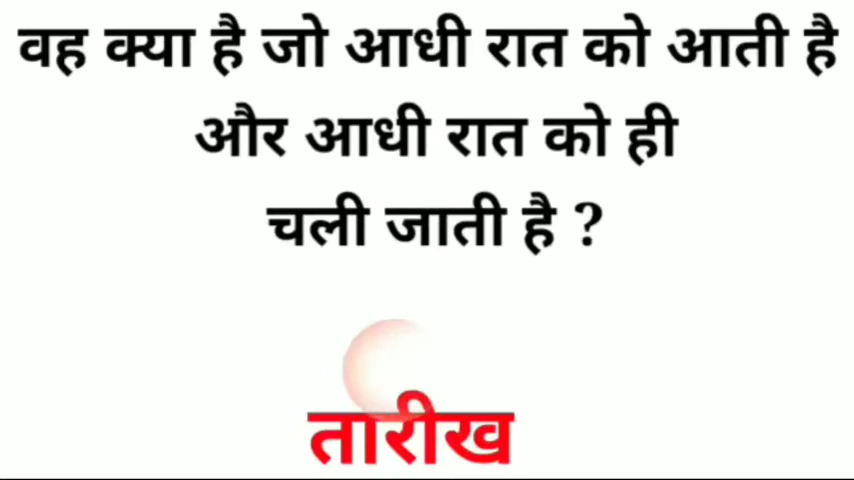 वह क्या है जो आधी रात को आती है
और आधी रात को ही
चली जाती है ?
तारीख